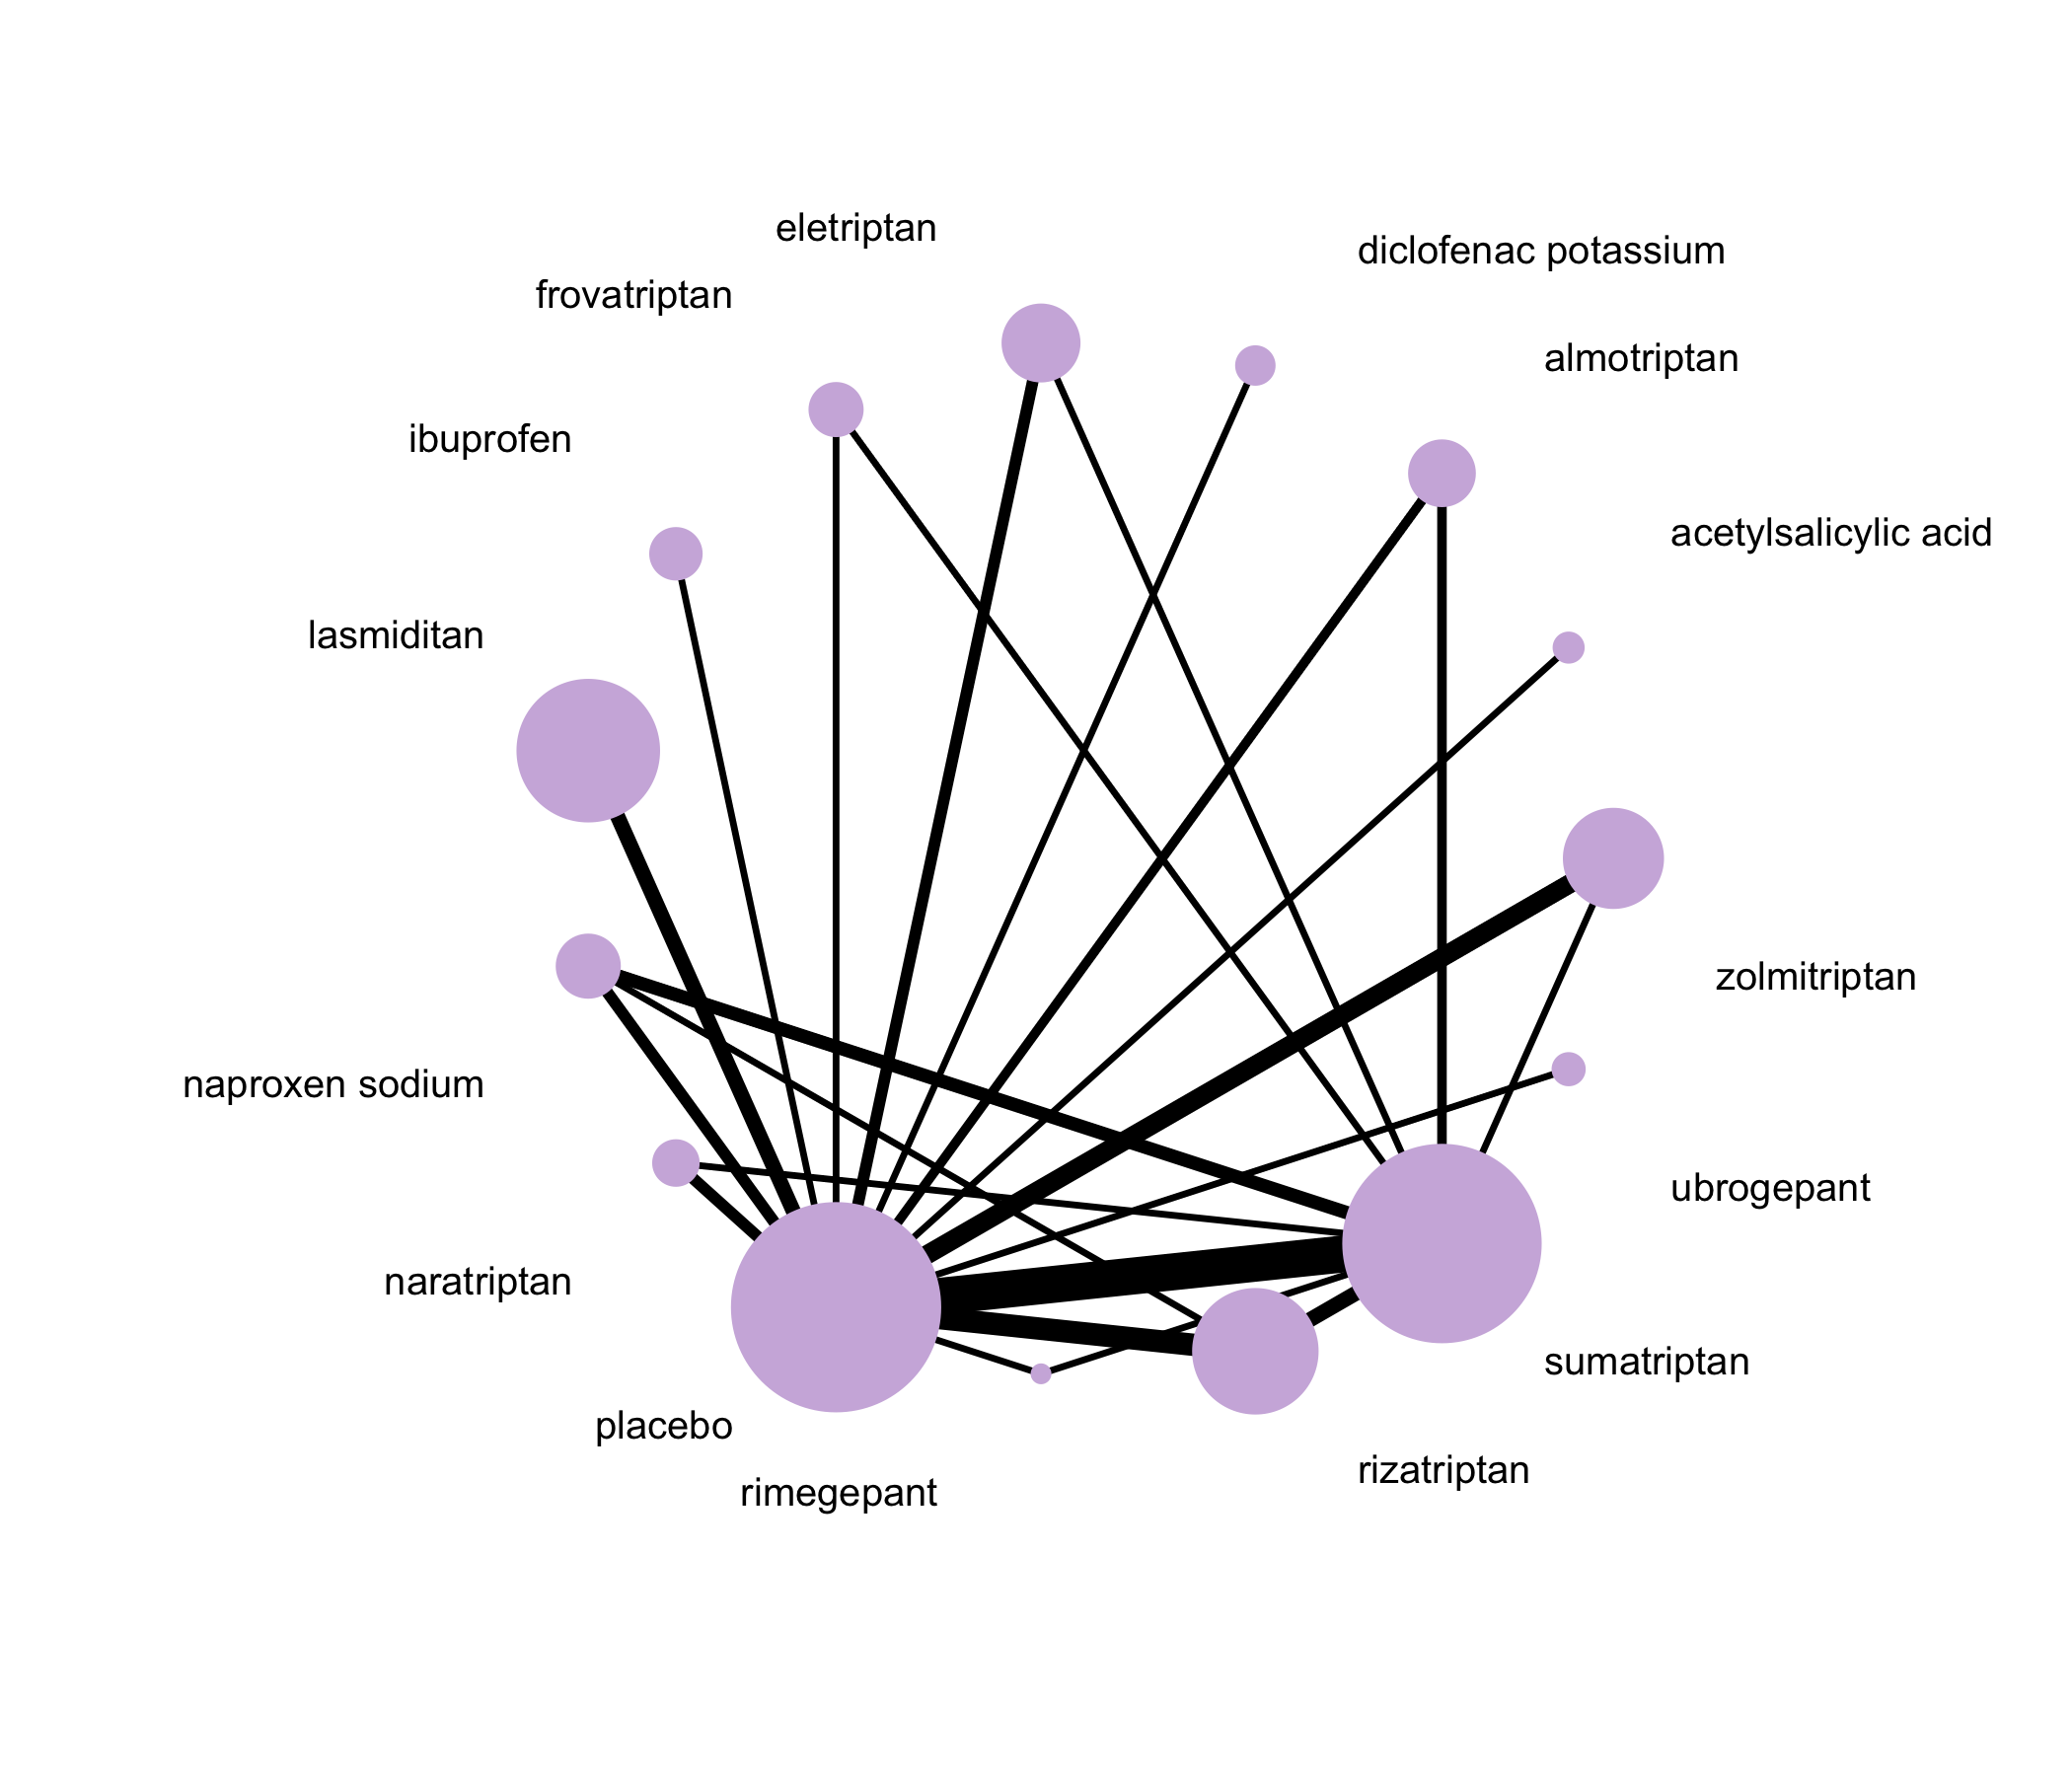 eletriptan
diclofenac potassium
frovatriptan
almotriptan
ibuprofen
acetylsalicylic acid
lasmiditan
zolmitriptan
naproxen sodium
ubrogepant
naratriptan
sumatriptan
placebo
rizatriptan
rimegepant